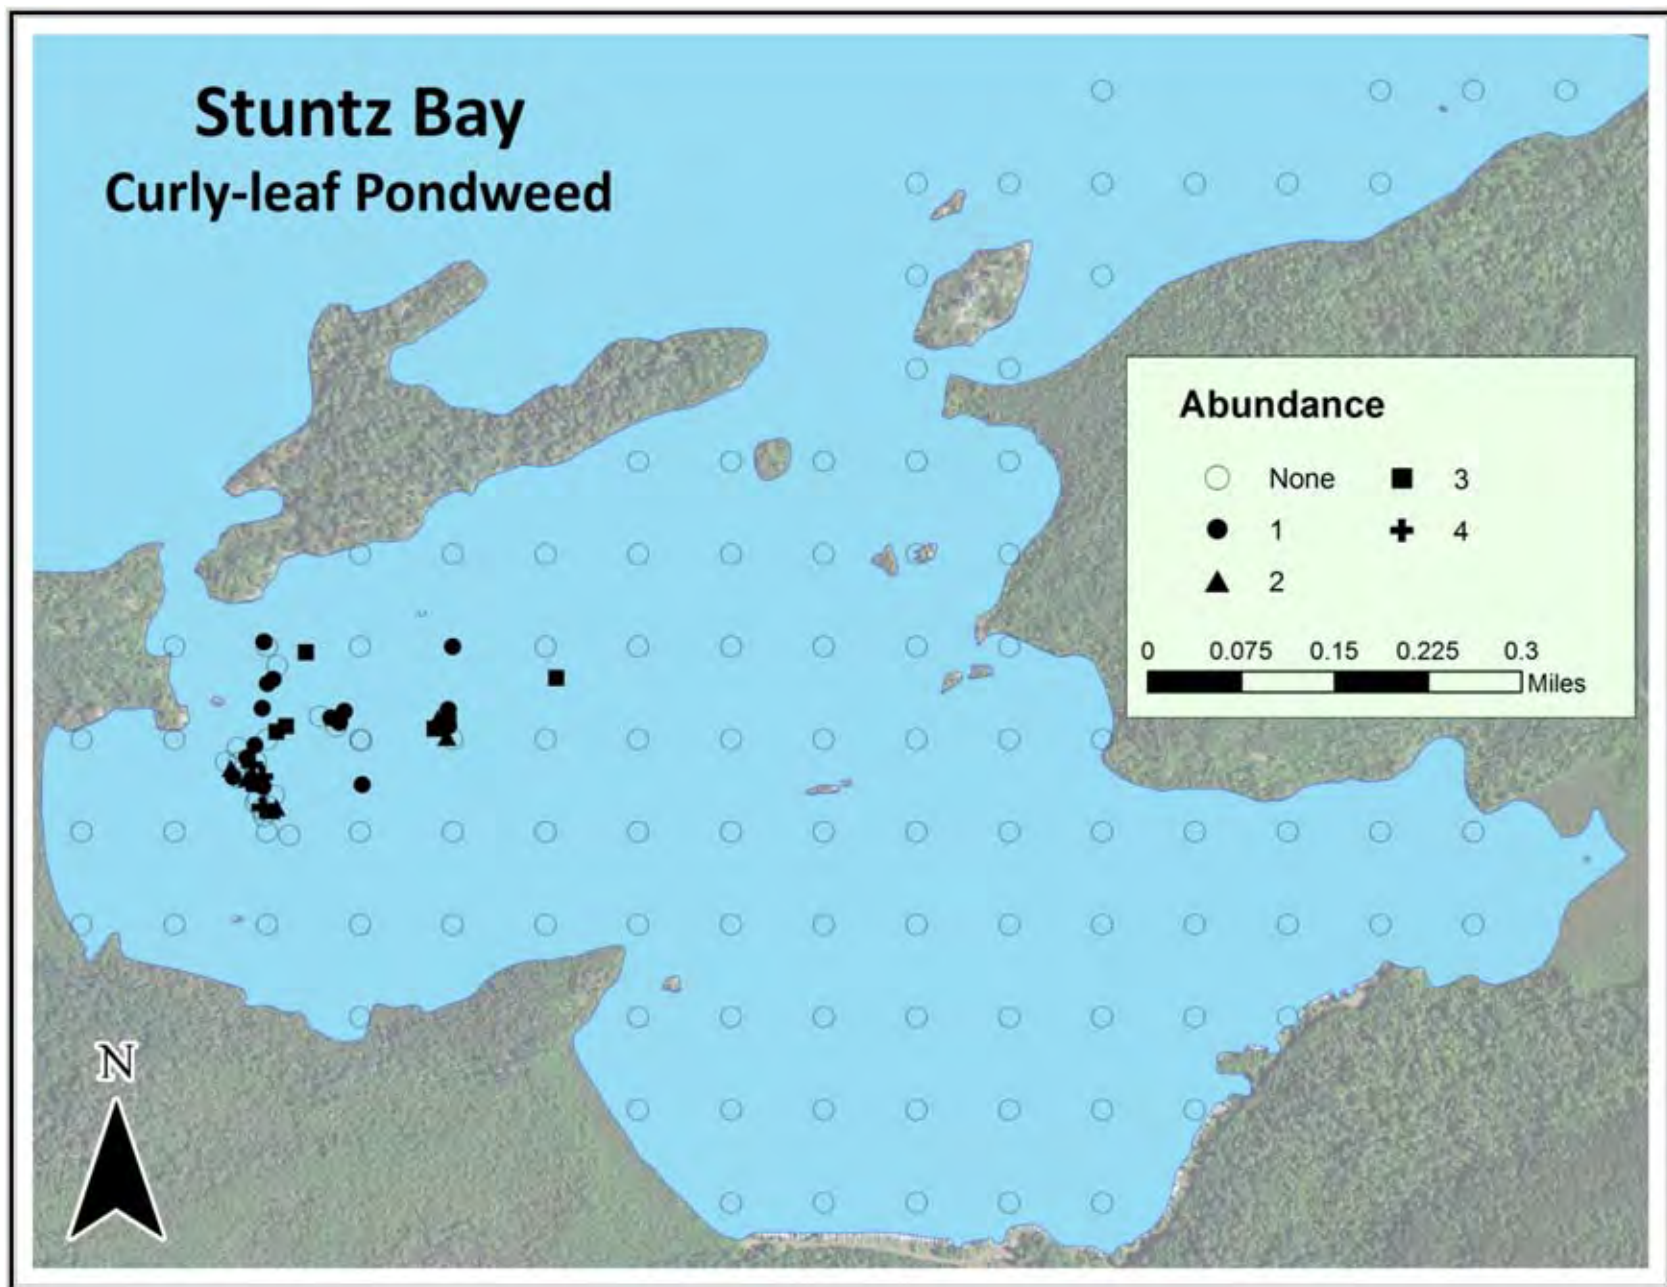 Stuntz Bay
Curly-leaf Pondweed
Abundance
None 3
1 4
2
0 0.075 0.15 0.225 0.3
Miles
N